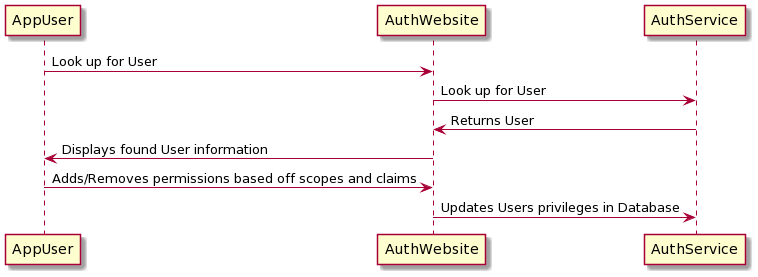 AppUser AuthWebsite AuthService
Look up for User
Look up for User
Returns User
Displays found User information
Adds/Removes permissions based off scopes and claims
Updates Users privileges in Database
AppUser AuthWebsite AuthService